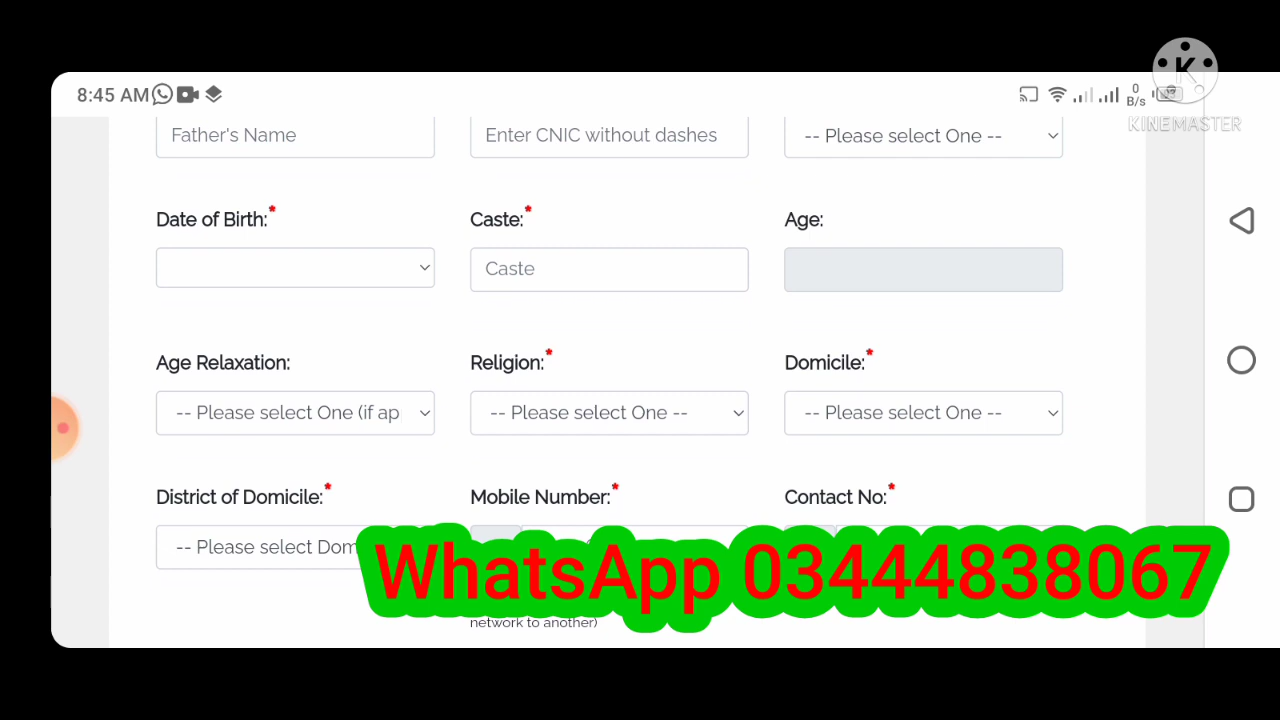 8:45 AM
0
B/s
KINEMASTER
Father's Name
Enter CNIC without dashes
-- Please select One --
Date of Birth:*
Caste:*
Age:
Caste
Age Relaxation:
Religion:*
Domicile:*
-- Please select One (if ap
-- Please select One --
-- Please select One --
District of Domicile:*
Mobile Number:*
Contact No:*
-- Please select Dom
WhatsApp 03444838067
network to another)